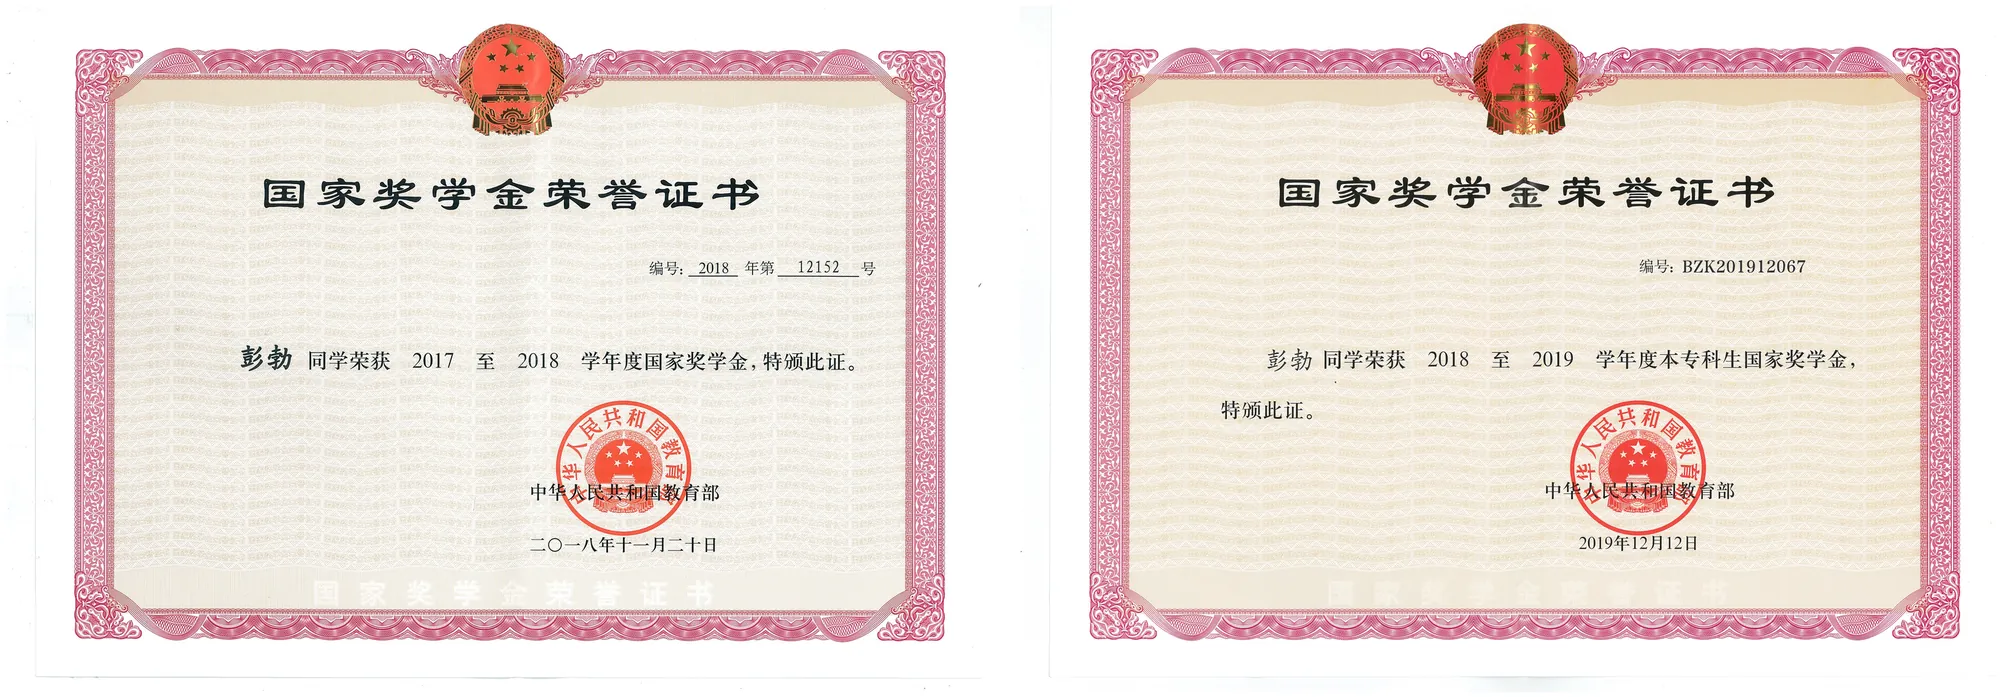 国家奖学金荣誉证书
编号: 2018 年第 12152 号
彭勃 同学荣获 2017 至 2018 学年度国家奖学金,特颁此证。
中华人民共和国教育部
中华人民共和国教育部
二〇一八年十一月二十日
国家奖学金荣誉证书
国家奖学金荣誉证书
编号: BZK201912067
彭勃 同学荣获 2018 至 2019 学年度本专科生国家奖学金,
特颁此证。
中华人民共和国教育部
中华人民共和国教育部
2019年12月12日
国家奖学金荣誉证书